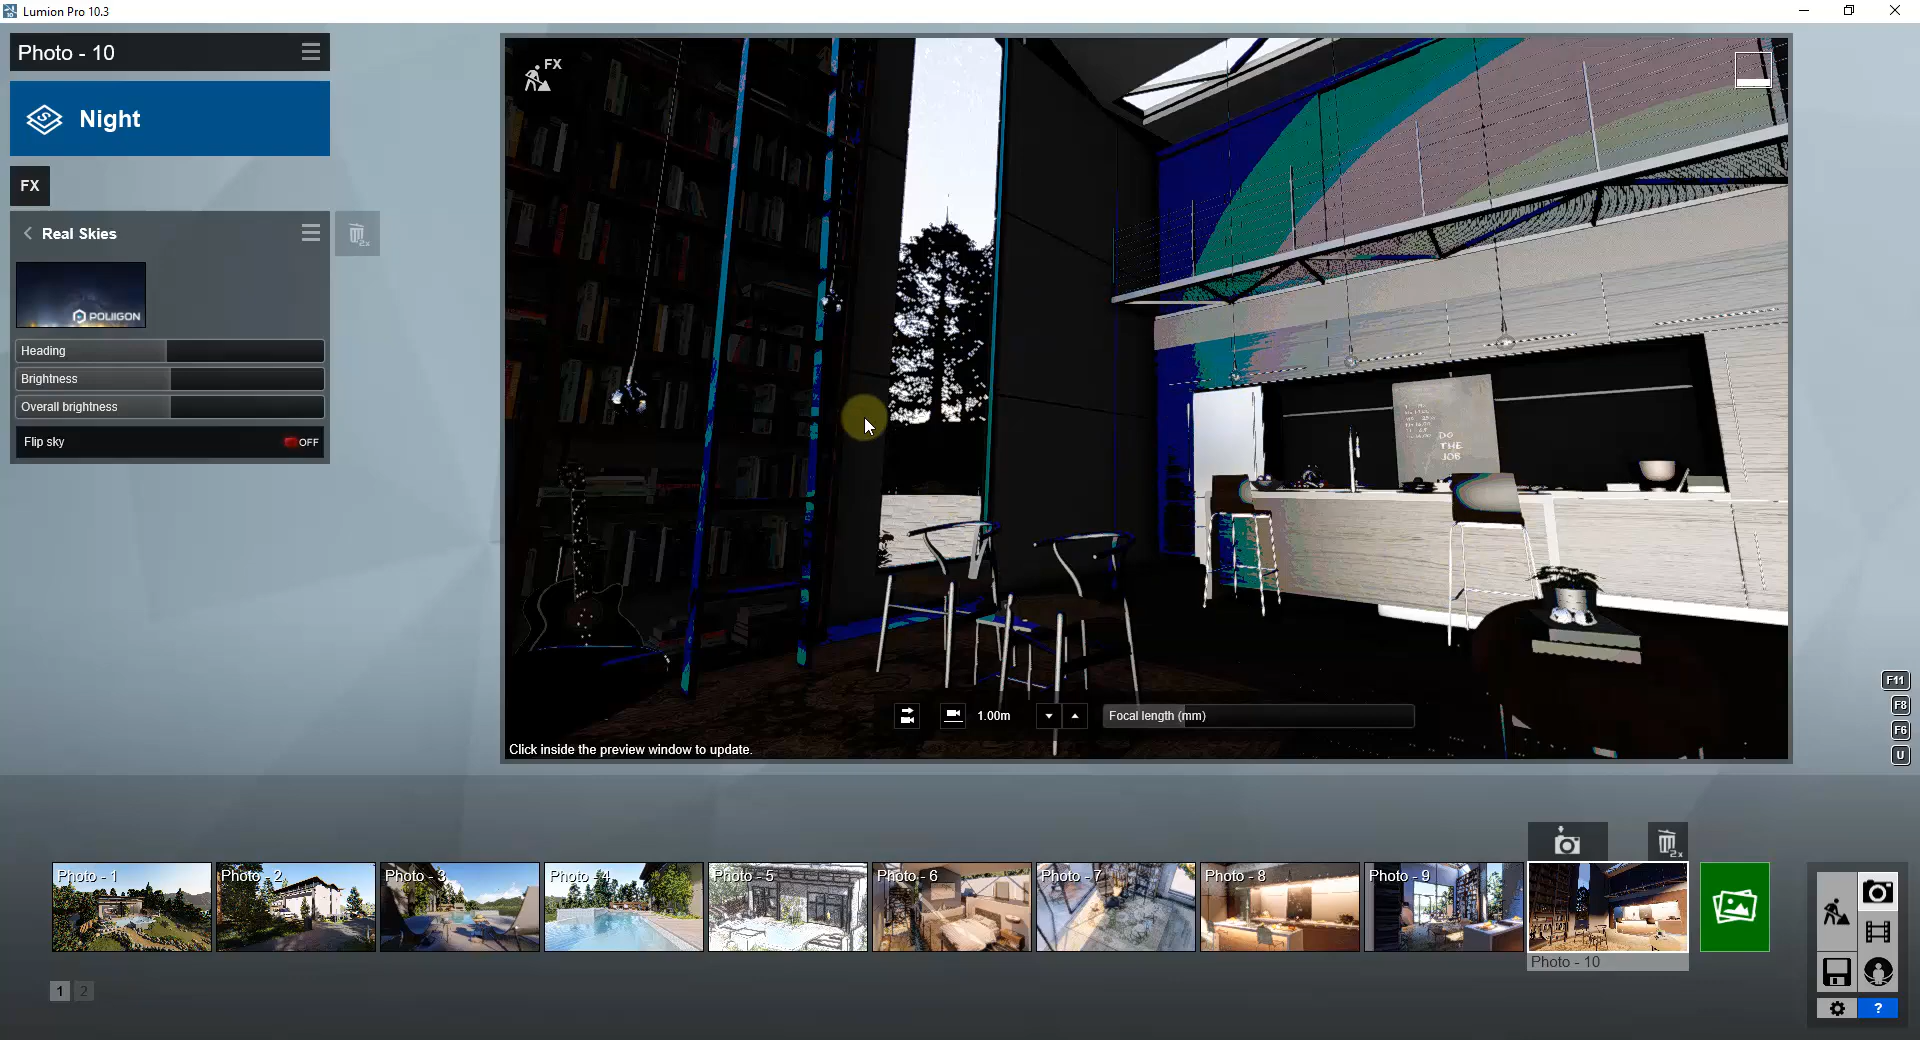 Lumion Pro 10.3
Photo - 10
Night
FX
Real Skies
POLIIGON
Heading
Brightness
Overall brightness
Flip sky
OFF
FX
DO
THE
JOB
1.00m
Focal length (mm)
Click inside the preview window to update.
F11
F8
F6
U
Photo - 1
Photo - 2
Photo - 3
Photo - 4
Photo - 5
Photo - 6
Photo - 7
Photo - 8
Photo - 9
Photo - 10
1
2
?